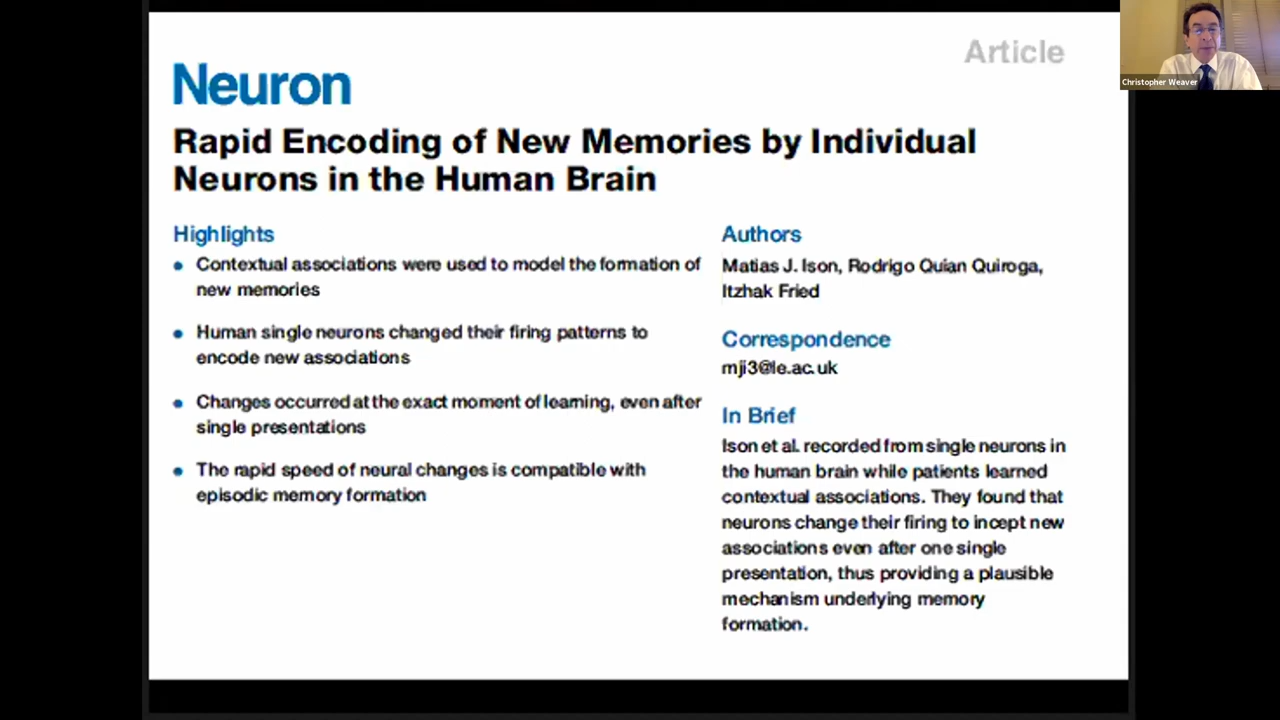 Article
Neuron
Rapid Encoding of New Memories by Individual
Neurons in the Human Brain
Highlights
Contextual associations were used to model the formation of
new memories
Human single neurons changed their firing patterns to
encode new associations
Changes occurred at the exact moment of learning, even after
single presentations
The rapid speed of neural changes is compatible with
episodic memory formation
Authors
Matias J. Ison, Rodrigo Quian Quiroga,
Itzhak Fried
Correspondence
mji3@le.ac.uk
In Brief
Ison et al. recorded from single neurons in
the human brain while patients learned
contextual associations. They found that
neurons change their firing to incept new
associations even after one single
presentation, thus providing a plausible
mechanism underlying memory
formation.
Christopher Weaver